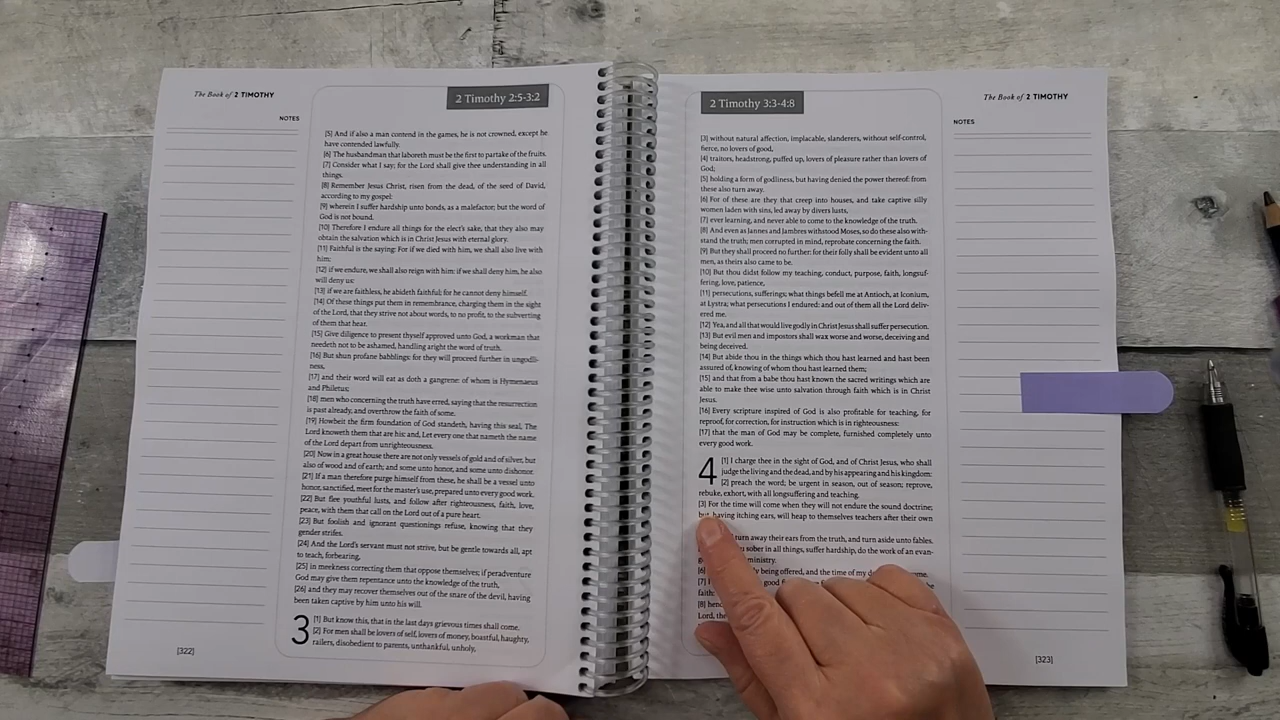 The Book of 2 TIMOTHY
NOTES
2 Timothy 2:5-3:2
[5] And if also a man contend in the games, he is not crowned, except he
have contended lawfully.
[6] The husbandman that laboreth must be the first to partake of the fruits.
[7] Consider what I say; for the Lord shall give thee understanding in all
things.
[8] Remember Jesus Christ, risen from the dead, of the seed of David,
according to my gospel:
[9] wherein I suffer hardship unto bonds, as a malefactor; but the word of
God is not bound.
[10] Therefore I endure all things for the elect's sake, that they also may
obtain the salvation which is in Christ Jesus with eternal glory.
[11] Faithful is the saying: For if we died with him, we shall also live with
him:
[12] if we endure, we shall also reign with him: if we shall deny him, he also
will deny us:
[13] if we are faithless, he abideth faithful; for he cannot deny himself.
[14] Of these things put them in remembrance, charging them in the sight
of the Lord, that they strive not about words, to no profit, to the subverting
of them that hear.
[15] Give diligence to present thyself approved unto God, a workman that
needeth not to be ashamed, handling aright the word of truth.
[16] But shun profane babblings: for they will proceed further in ungodli-
ness,
[17] and their word will eat as doth a gangrene: of whom is Hymenaeus
and Philetus;
[18] men who concerning the truth have erred, saying that the resurrection
is past already, and overthrow the faith of some.
[19] Howbeit the firm foundation of God standeth, having this seal, The
Lord knoweth them that are his: and, Let every one that nameth the name
of the Lord depart from unrighteousness.
[20] Now in a great house there are not only vessels of gold and of silver, but
also of wood and of earth; and some unto honor, and some unto dishonor.
[21] If a man therefore purge himself from these, he shall be a vessel unto
honor, sanctified, meet for the master's use, prepared unto every good work.
[22] But flee youthful lusts, and follow after righteousness, faith, love,
peace, with them that call on the Lord out of a pure heart.
[23] But foolish and ignorant questionings refuse, knowing that they
gender strifes.
[24] And the Lord's servant must not strive, but be gentle towards all, apt
to teach, forbearing,
[25] in meekness correcting them that oppose themselves; if peradventure
God may give them repentance unto the knowledge of the truth,
[26] and they may recover themselves out of the snare of the devil, having
been taken captive by him unto his will.
3 [1] But know this, that in the last days grievous times shall come.
[2] For men shall be lovers of self, lovers of money, boastful, haughty,
railers, disobedient to parents, unthankful, unholy,
[322]
2 Timothy 3:3-4:8
The Book of 2 TIMOTHY
NOTES
[3] without natural affection, implacable, slanderers, without self-control,
fierce, no lovers of good,
[4] traitors, headstrong, puffed up, lovers of pleasure rather than lovers of
God;
[5] holding a form of godliness, but having denied the power thereof: from
these also turn away.
[6] For of these are they that creep into houses, and take captive silly
women laden with sins, led away by divers lusts,
[7] ever learning, and never able to come to the knowledge of the truth.
[8] And even as Jannes and Jambres withstood Moses, so do these also with-
stand the truth; men corrupted in mind, reprobate concerning the faith.
[9] But they shall proceed no further: for their folly shall be evident unto all
men, as theirs also came to be.
[10] But thou didst follow my teaching, conduct, purpose, faith, longsuf-
fering, love, patience,
[11] persecutions, sufferings; what things befell me at Antioch, at Iconium,
at Lystra; what persecutions I endured: and out of them all the Lord deliv-
ered me.
[12] Yea, and all that would live godly in Christ Jesus shall suffer persecution.
[13] But evil men and impostors shall wax worse and worse, deceiving and
being deceived.
[14] But abide thou in the things which thou hast learned and hast been
assured of, knowing of whom thou hast learned them;
[15] and that from a babe thou hast known the sacred writings which are
able to make thee wise unto salvation through faith which is in Christ
Jesus.
[16] Every scripture inspired of God is also profitable for teaching, for
reproof, for correction, for instruction which is in righteousness:
[17] that the man of God may be complete, furnished completely unto
every good work.
4 [1] I charge thee in the sight of God, and of Christ Jesus, who shall
judge the living and the dead, and by his appearing and his kingdom:
[2] preach the word; be urgent in season, out of season; reprove,
rebuke, exhort, with all longsuffering and teaching.
[3] For the time will come when they will not endure the sound doctrine;
but, having itching ears, will heap to themselves teachers after their own
turn away their ears from the truth, and turn aside unto fables.
sober in all things, suffer hardship, do the work of an evan-
ministry.
[6] being offered, and the time of my
[7] I good
faith:
[8]
Lord, the
[323]